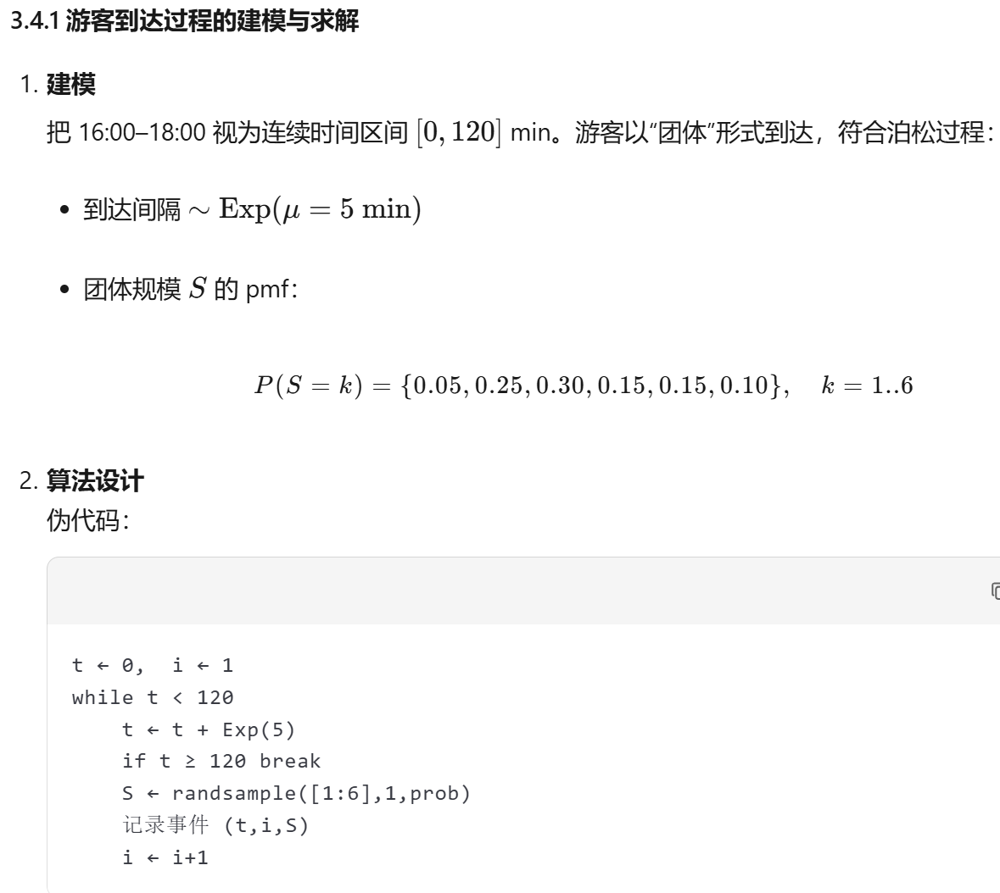 3.4.1 游客到达过程的建模与求解
1. 建模
把 16:00–18:00 视为连续时间区间 [0, 120] min。游客以“团体”形式到达，符合泊松过程：
• 到达间隔 ∼ Exp(μ = 5 min)
• 团体规模 S 的 pmf：
P(S = k) = {0.05, 0.25, 0.30, 0.15, 0.15, 0.10},    k = 1..6
2. 算法设计
伪代码：
t ← 0,  i ← 1
while t < 120
    t ← t + Exp(5)
    if t ≥ 120 break
    S ← randsample([1:6],1,prob)
    记录事件 (t,i,S)
    i ← i+1